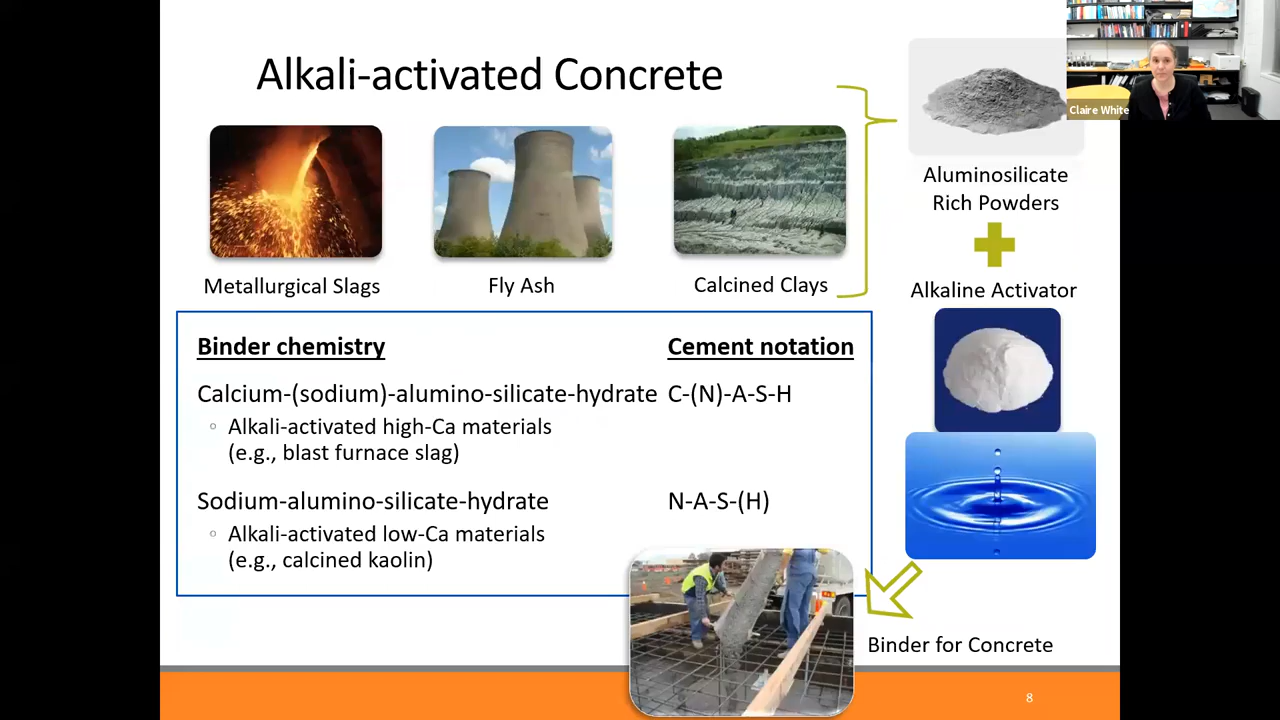 Alkali-activated Concrete
Claire White
Metallurgical Slags
Fly Ash
Calcined Clays
Aluminosilicate
Rich Powders
Alkaline Activator
Binder chemistry
Cement notation
Calcium-(sodium)-alumino-silicate-hydrate C-(N)-A-S-H
◦ Alkali-activated high-Ca materials
(e.g., blast furnace slag)
Sodium-alumino-silicate-hydrate N-A-S-(H)
◦ Alkali-activated low-Ca materials
(e.g., calcined kaolin)
Binder for Concrete
8